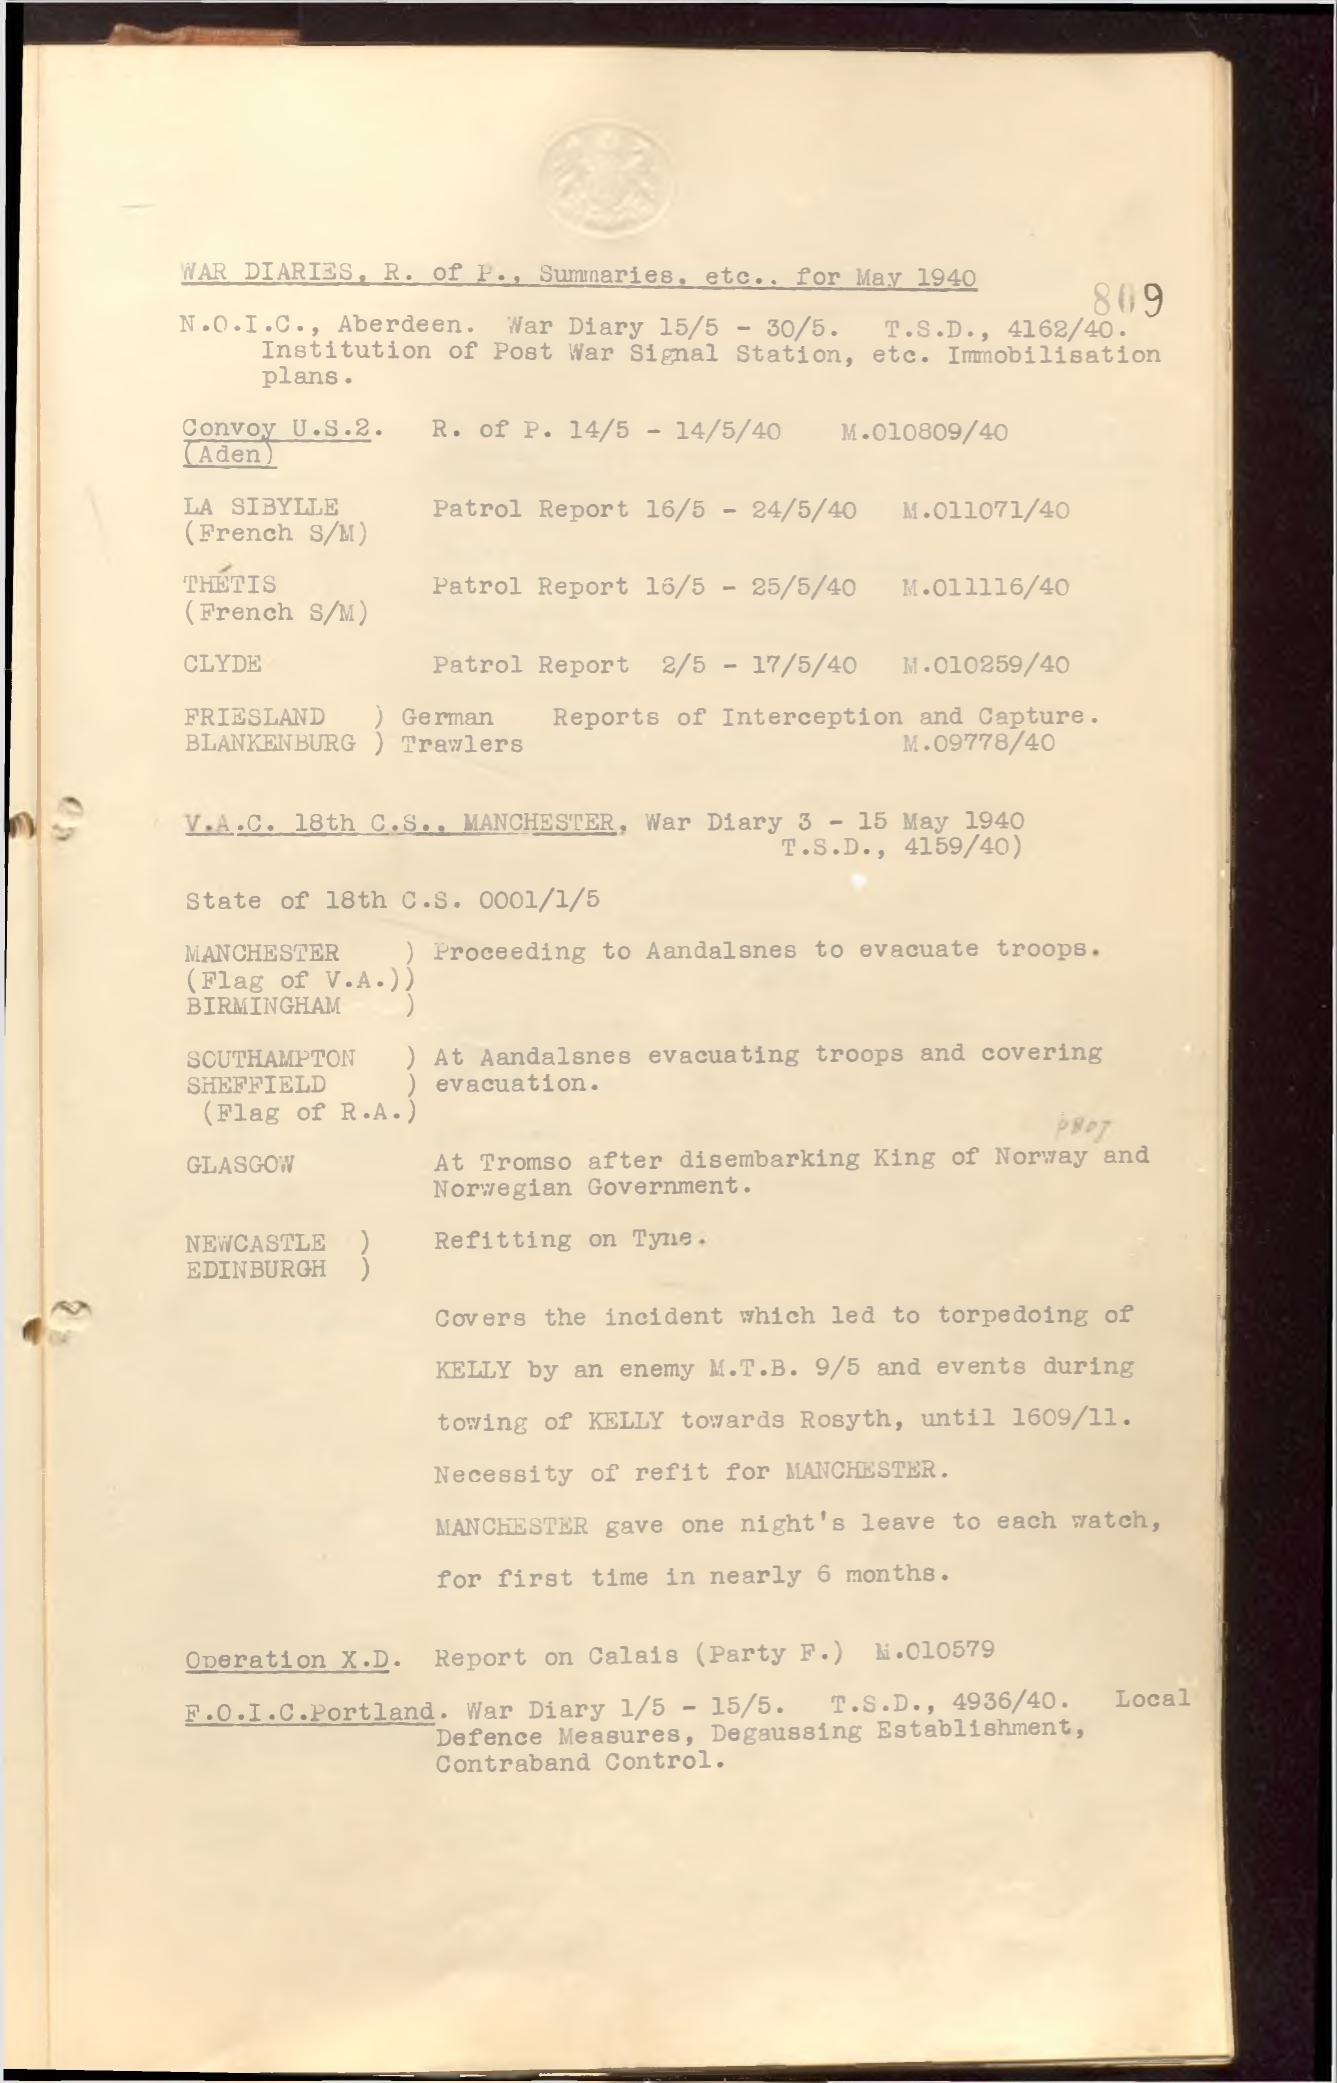 WAR DIARIES, R. of P., Summaries, etc., for May 1940
809
N.O.I.C., Aberdeen. War Diary 15/5 - 30/5. T.S.D., 4162/40.
Institution of Post War Signal Station, etc. Immobilisation
plans.
Convoy U.S.2. R. of P. 14/5 - 14/5/40 M.010809/40
(Aden)
LA SIBYLLE Patrol Report 16/5 - 24/5/40 M.011071/40
(French S/M)
THÉTIS Patrol Report 16/5 - 25/5/40 M.011116/40
(French S/M)
CLYDE Patrol Report 2/5 - 17/5/40 M.010259/40
FRIESLAND ) German Reports of Interception and Capture.
BLANKENBURG ) Trawlers M.09778/40
V.A.C. 18th C.S., MANCHESTER, War Diary 3 - 15 May 1940
T.S.D., 4159/40)
State of 18th C.S. 0001/1/5
MANCHESTER ) Proceeding to Aandalsnes to evacuate troops.
(Flag of V.A.))
BIRMINGHAM )
SOUTHAMPTON ) At Aandalsnes evacuating troops and covering
SHEFFIELD ) evacuation.
(Flag of R.A.)
p807
GLASGOW At Tromso after disembarking King of Norway and
Norwegian Government.
NEWCASTLE ) Refitting on Tyne.
EDINBURGH )
Covers the incident which led to torpedoing of
KELLY by an enemy M.T.B. 9/5 and events during
towing of KELLY towards Rosyth, until 1609/11.
Necessity of refit for MANCHESTER.
MANCHESTER gave one night's leave to each watch,
for first time in nearly 6 months.
Operation X.D. Report on Calais (Party F.) M.010579
F.O.I.C.Portland. War Diary 1/5 - 15/5. T.S.D., 4936/40. Local
Defence Measures, Degaussing Establishment,
Contraband Control.